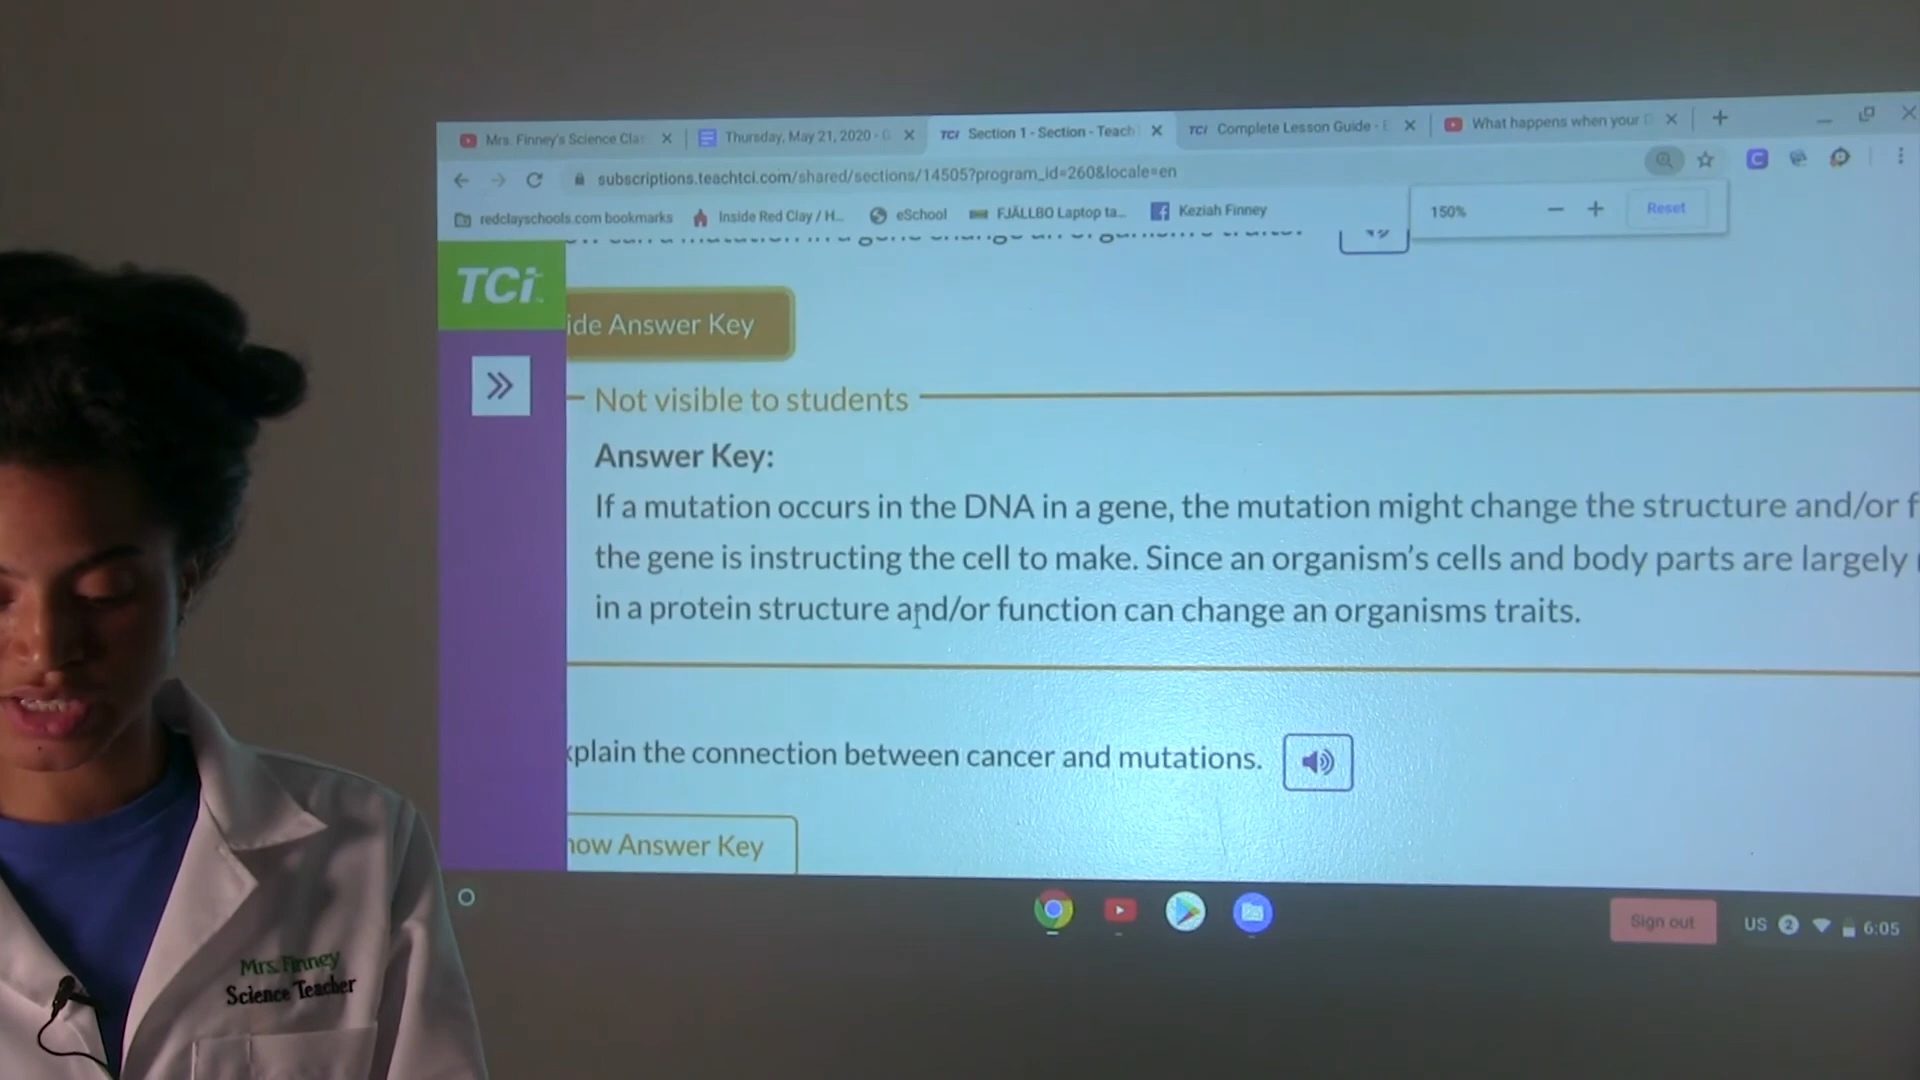 Mrs. Finney's Science Cla
Thursday, May 21, 2020 - G
TCi Section 1 - Section - Teach
TCi Complete Lesson Guide - E
What happens when your D
subscriptions.teachtci.com/shared/sections/14505?program_id=260&locale=en
redclayschools.com bookmarks
Inside Red Clay / H...
eSchool
FJÄLLBO Laptop ta...
Keziah Finney
150%
Reset
TCi
ide Answer Key
Not visible to students
Answer Key:
If a mutation occurs in the DNA in a gene, the mutation might change the structure and/or f
the gene is instructing the cell to make. Since an organism's cells and body parts are largely
in a protein structure and/or function can change an organisms traits.
xplain the connection between cancer and mutations.
how Answer Key
Sign out
US 2 6:05
Mrs. Finney
Science Teacher